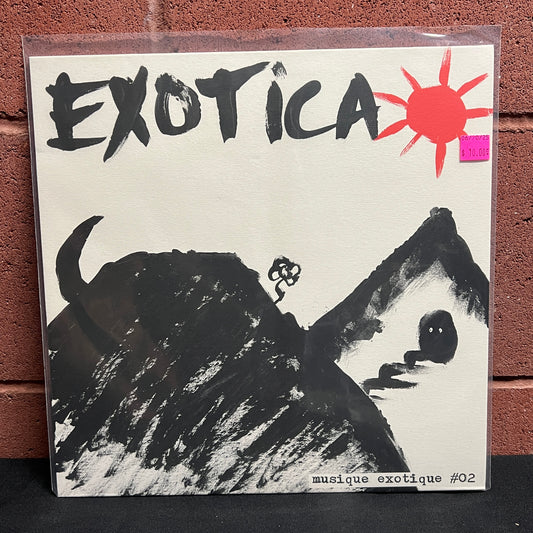 EXOTICA
$ 10.00
musique exotique #02